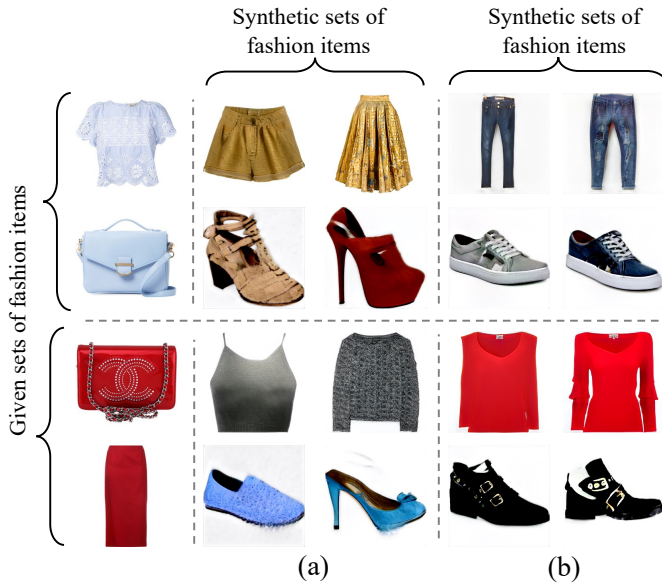 Synthetic sets of
fashion items
Synthetic sets of
fashion items
Given sets of fashion items
(a)
(b)